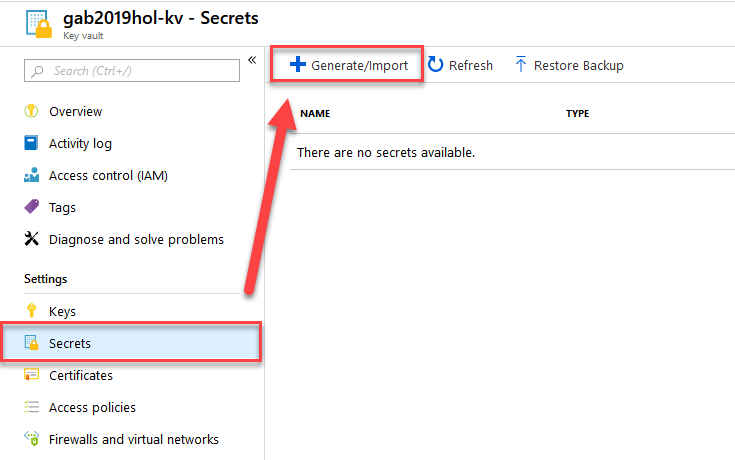 gab2019hol-kv - Secrets
Key vault
Search (Ctrl+/)
«
Overview
Activity log
Access control (IAM)
Tags
Diagnose and solve problems
Settings
Keys
Secrets
Certificates
Access policies
Firewalls and virtual networks
Generate/Import Refresh Restore Backup
NAME TYPE
There are no secrets available.